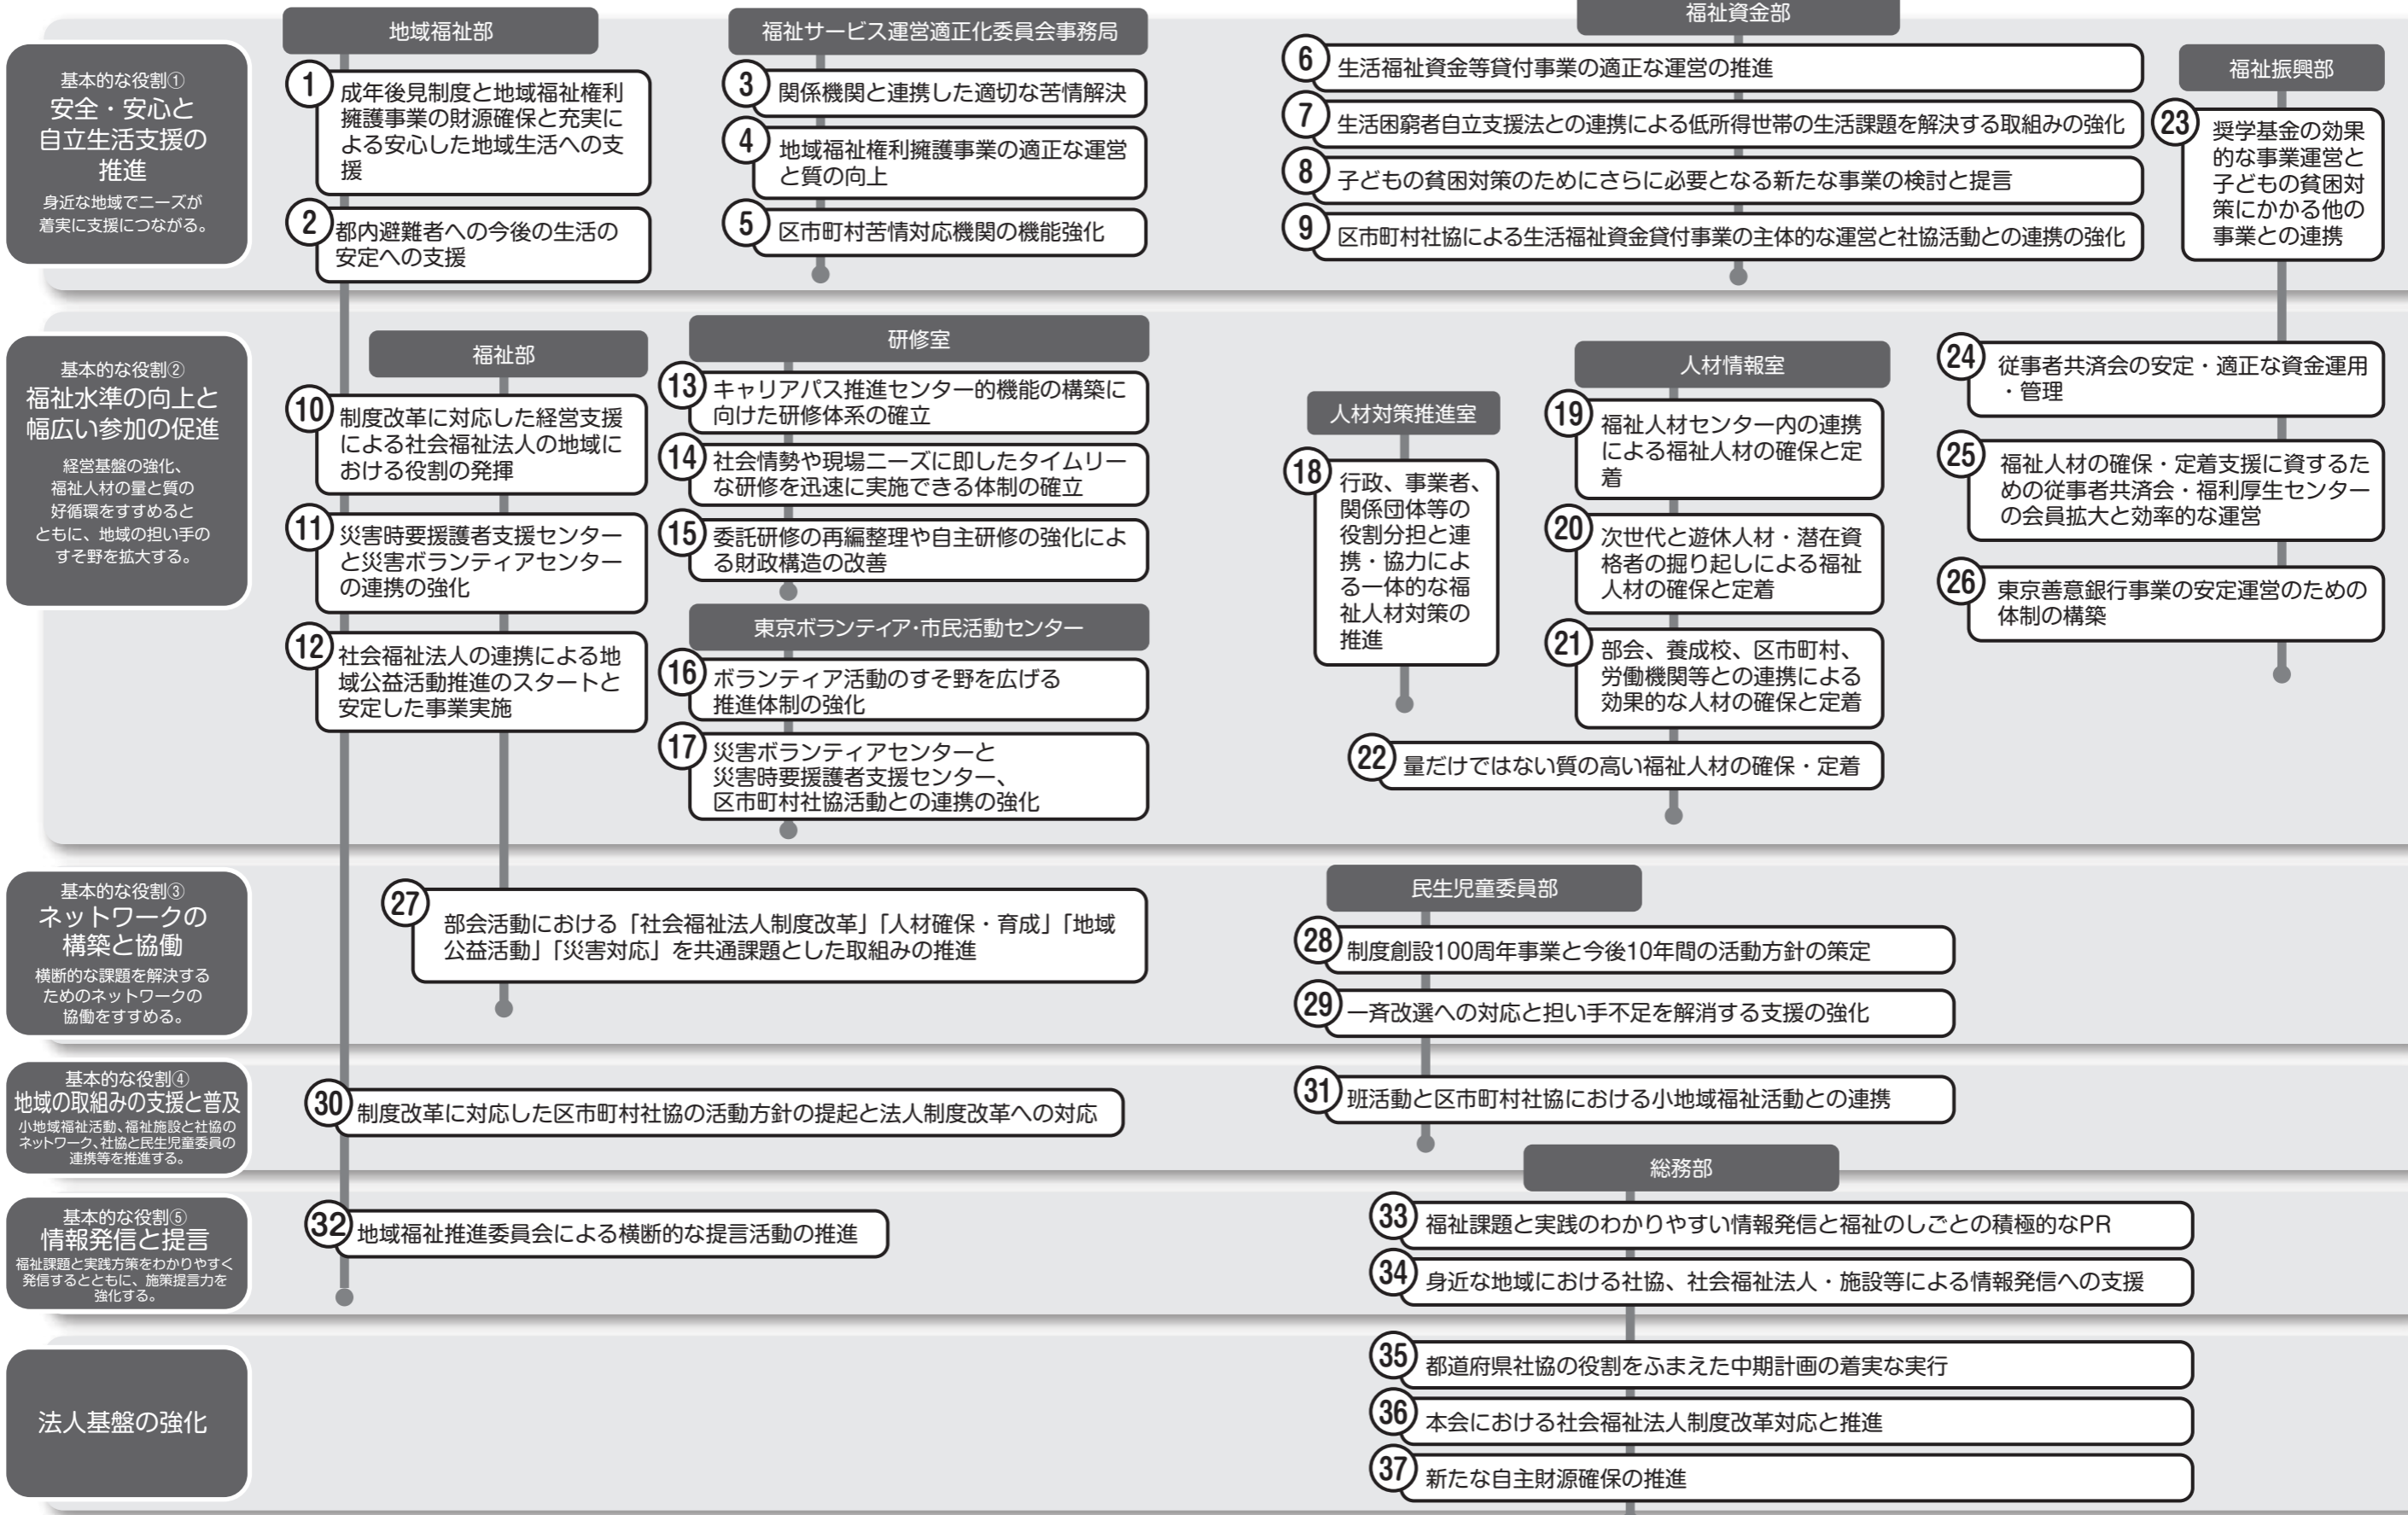 基本的な役割①
安全・安心と
自立生活支援の
推進
身近な地域でニーズが
着実に支援につながる。
地域福祉部
1
成年後見制度と地域福祉権利
擁護事業の財源確保と充実に
よる安心した地域生活への支
援
2
都内避難者への今後の生活の
安定への支援
福祉サービス運営適正化委員会事務局
3
関係機関と連携した適切な苦情解決
4
地域福祉権利擁護事業の適正な運営
と質の向上
5
区市町村苦情対応機関の機能強化
福祉資金部
6
生活福祉資金等貸付事業の適正な運営の推進
7
生活困窮者自立支援法との連携による低所得世帯の生活課題を解決する取組みの強化
8
子どもの貧困対策のためにさらに必要となる新たな事業の検討と提言
9
区市町村社協による生活福祉資金貸付事業の主体的な運営と社協活動との連携の強化
福祉振興部
23
奨学基金の効果
的な事業運営と
子どもの貧困対
策にかかる他の
事業との連携
基本的な役割②
福祉水準の向上と
幅広い参加の促進
経営基盤の強化、
福祉人材の量と質の
好循環をすすめると
ともに、地域の担い手の
すそ野を拡大する。
福祉部
10
制度改革に対応した経営支援
による社会福祉法人の地域に
おける役割の発揮
11
災害時要援護者支援センター
と災害ボランティアセンター
の連携の強化
12
社会福祉法人の連携による地
域公益活動推進のスタートと
安定した事業実施
研修室
13
キャリアパス推進センター的機能の構築に
向けた研修体系の確立
14
社会情勢や現場ニーズに即したタイムリー
な研修を迅速に実施できる体制の確立
15
委託研修の再編整理や自主研修の強化によ
る財政構造の改善
東京ボランティア・市民活動センター
16
ボランティア活動のすそ野を広げる
推進体制の強化
17
災害ボランティアセンターと
災害時要援護者支援センター、
区市町村社協活動との連携の強化
人材対策推進室
18
行政、事業者、
関係団体等の
役割分担と連
携・協力によ
る一体的な福
祉人材対策の
推進
人材情報室
19
福祉人材センター内の連携
による福祉人材の確保と定
着
20
次世代と遊休人材・潜在資
格者の掘り起しによる福祉
人材の確保と定着
21
部会、養成校、区市町村、
労働機関等との連携による
効果的な人材の確保と定着
22
量だけではない質の高い福祉人材の確保・定着
24
従事者共済会の安定・適正な資金運用
・管理
25
福祉人材の確保・定着支援に資するた
めの従事者共済会・福利厚生センター
の会員拡大と効率的な運営
26
東京善意銀行事業の安定運営のための
体制の構築
基本的な役割③
ネットワークの
構築と協働
横断的な課題を解決する
ためのネットワークの
協働をすすめる。
27
部会活動における「社会福祉法人制度改革」「人材確保・育成」「地域
公益活動」「災害対応」を共通課題とした取組みの推進
民生児童委員部
28
制度創設100周年事業と今後10年間の活動方針の策定
29
一斉改選への対応と担い手不足を解消する支援の強化
基本的な役割④
地域の取組みの支援と普及
小地域福祉活動、福祉施設と社協の
ネットワーク、社協と民生児童委員の
連携等を推進する。
30
制度改革に対応した区市町村社協の活動方針の提起と法人制度改革への対応
31
班活動と区市町村社協における小地域福祉活動との連携
基本的な役割⑤
情報発信と提言
福祉課題と実践方策をわかりやすく
発信するとともに、施策提言力を
強化する。
32
地域福祉推進委員会による横断的な提言活動の推進
総務部
33
福祉課題と実践のわかりやすい情報発信と福祉のしごとの積極的なPR
34
身近な地域における社協、社会福祉法人・施設等による情報発信への支援
法人基盤の強化
35
都道府県社協の役割をふまえた中期計画の着実な実行
36
本会における社会福祉法人制度改革対応と推進
37
新たな自主財源確保の推進